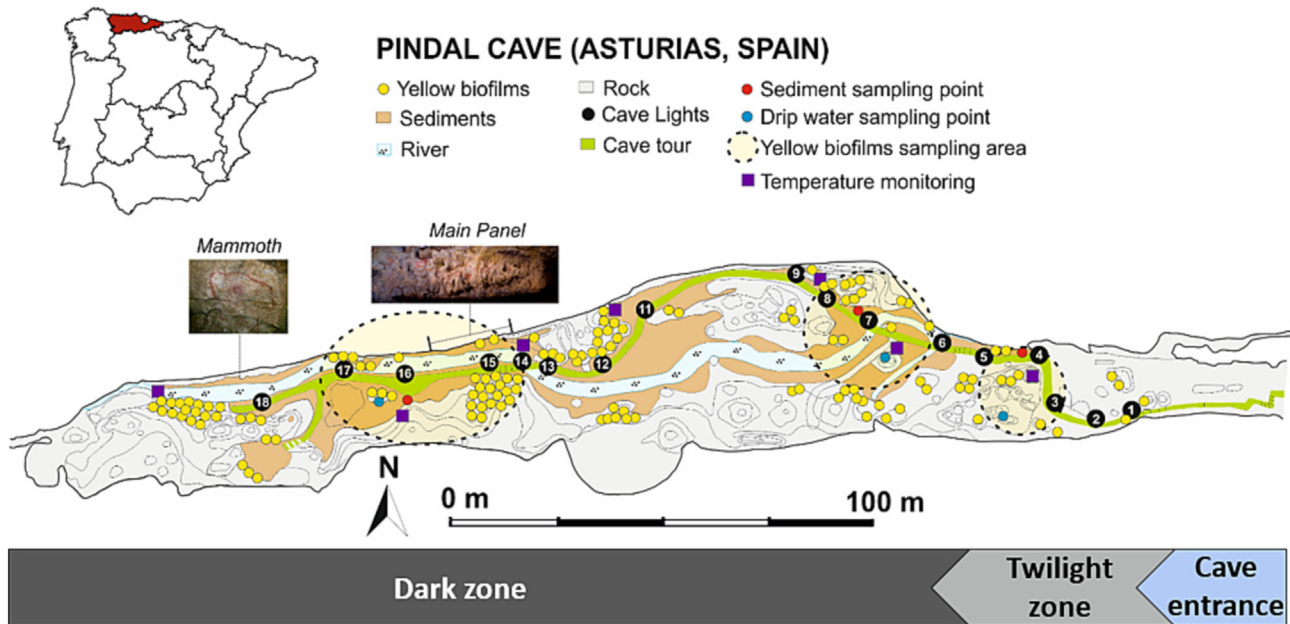 PINDAL CAVE (ASTURIAS, SPAIN)
Yellow biofilms
Sediments
River
Rock
Cave Lights
Cave tour
Sediment sampling point
Drip water sampling point
Yellow biofilms sampling area
Temperature monitoring
Mammoth
Main Panel
9
8
7
11
6
5
4
17
16
15
14
13
12
18
3
2
1
N
0 m
100 m
Dark zone
Twilight
zone
Cave
entrance